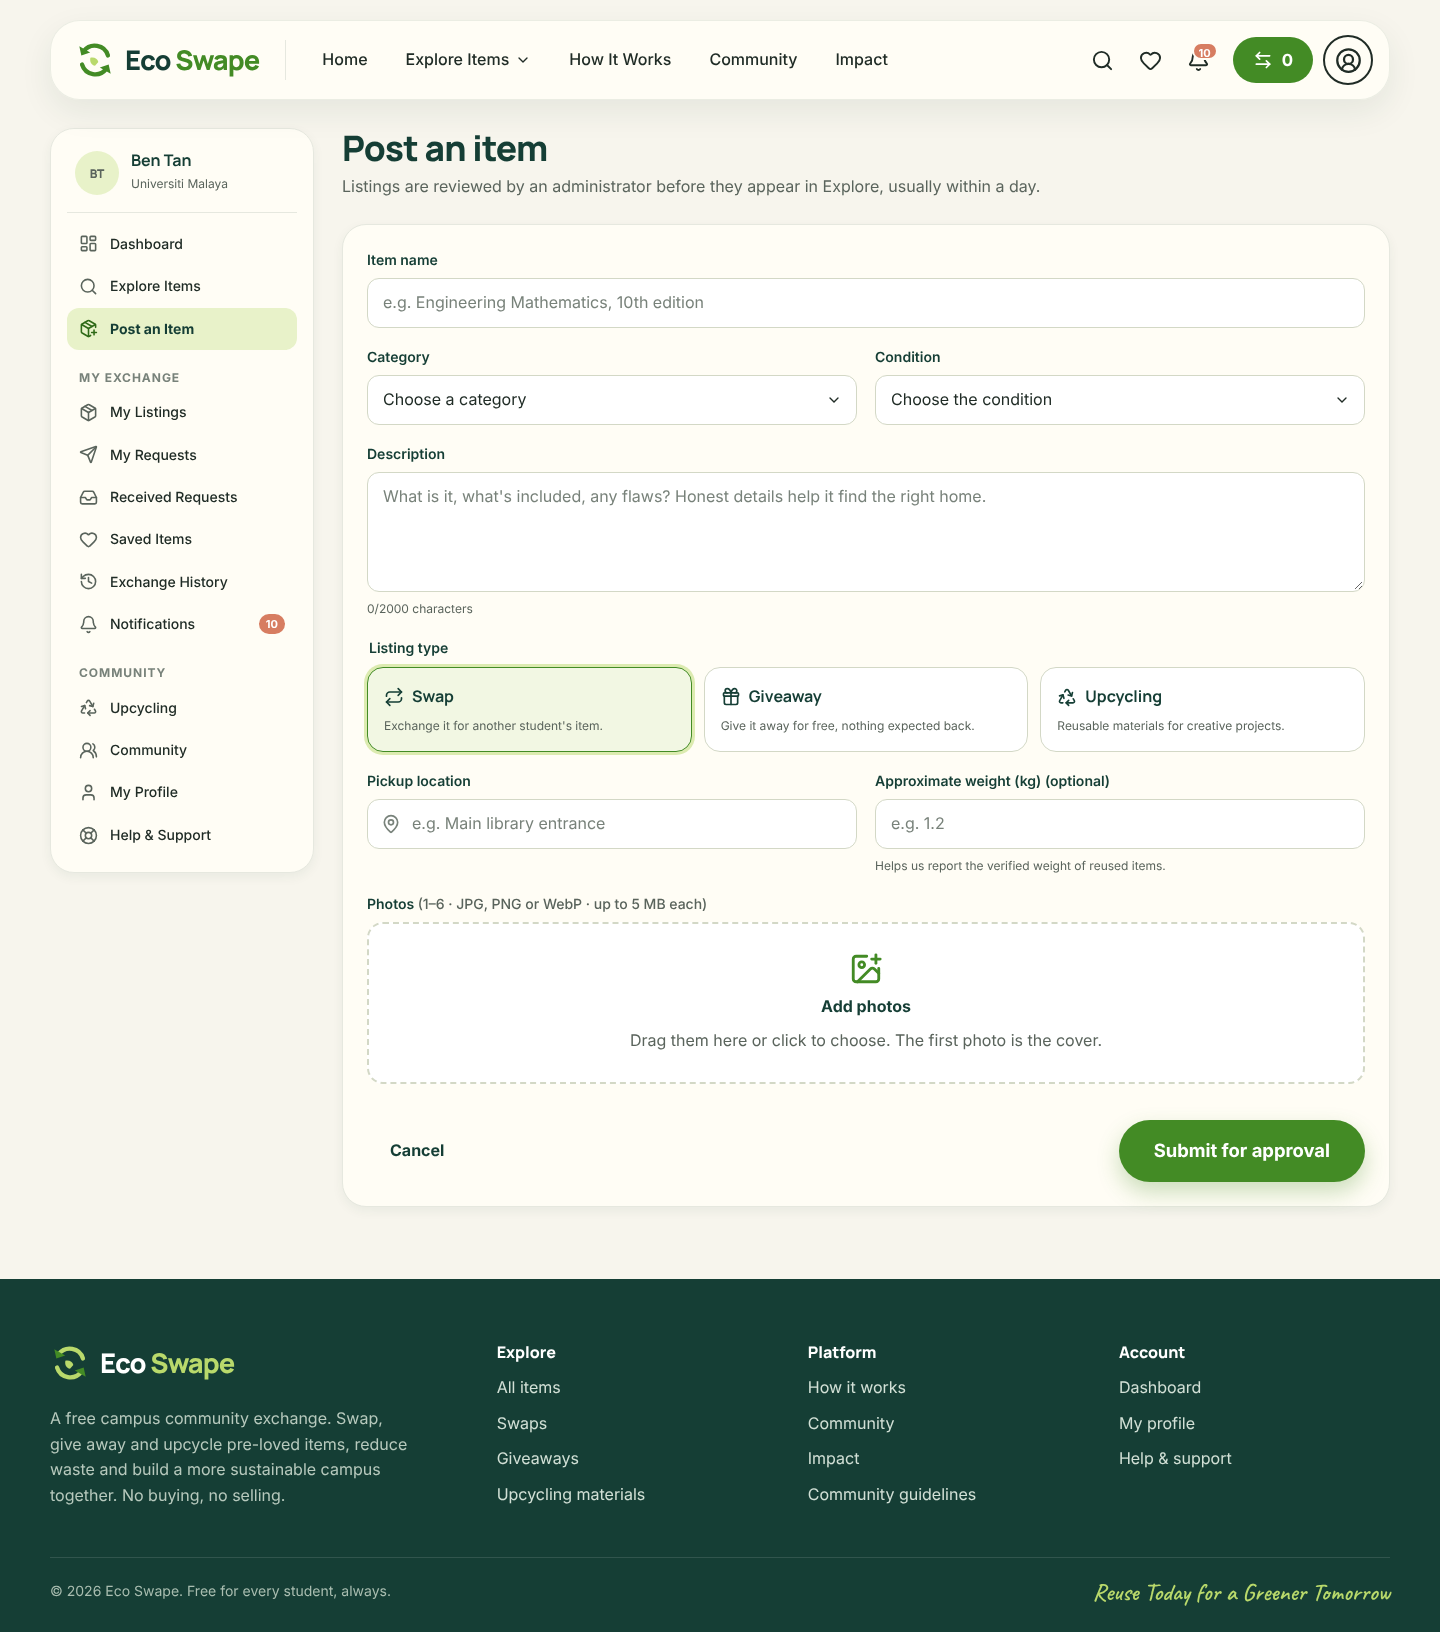 Eco Swape
Home
Explore Items
How It Works
Community
Impact
10
0
BT
Ben Tan
Universiti Malaya
Dashboard
Explore Items
Post an Item
MY EXCHANGE
My Listings
My Requests
Received Requests
Saved Items
Exchange History
Notifications
10
COMMUNITY
Upcycling
Community
My Profile
Help & Support
Post an item
Listings are reviewed by an administrator before they appear in Explore, usually within a day.
Item name
e.g. Engineering Mathematics, 10th edition
Category
Condition
Choose a category
Choose the condition
Description
What is it, what's included, any flaws? Honest details help it find the right home.
0/2000 characters
Listing type
Swap
Exchange it for another student's item.
Giveaway
Give it away for free, nothing expected back.
Upcycling
Reusable materials for creative projects.
Pickup location
Approximate weight (kg) (optional)
e.g. Main library entrance
e.g. 1.2
Helps us report the verified weight of reused items.
Photos (1–6 · JPG, PNG or WebP · up to 5 MB each)
Add photos
Drag them here or click to choose. The first photo is the cover.
Cancel
Submit for approval
Eco Swape
A free campus community exchange. Swap,
give away and upcycle pre-loved items, reduce
waste and build a more sustainable campus
together. No buying, no selling.
Explore
All items
Swaps
Giveaways
Upcycling materials
Platform
How it works
Community
Impact
Community guidelines
Account
Dashboard
My profile
Help & support
© 2026 Eco Swape. Free for every student, always.
Reuse Today for a Greener Tomorrow